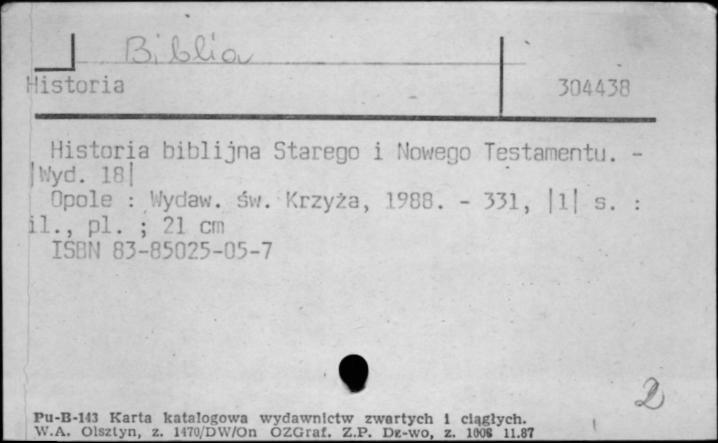 Biblia
Historia 304438
Historia biblijna Starego i Nowego Testamentu. -
|Wyd. 18|
Opole : Wydaw. św. Krzyża, 1988. - 331, |1| s. :
il., pl. ; 21 cm
ISBN 83-85025-05-7
2
Pu-B-143 Karta katalogowa wydawnictw zwartych i ciągłych.
W.A. Olsztyn, z. 1470/DW/On OZGraf. Z.P. Dz-wo, z. 1006 11.87